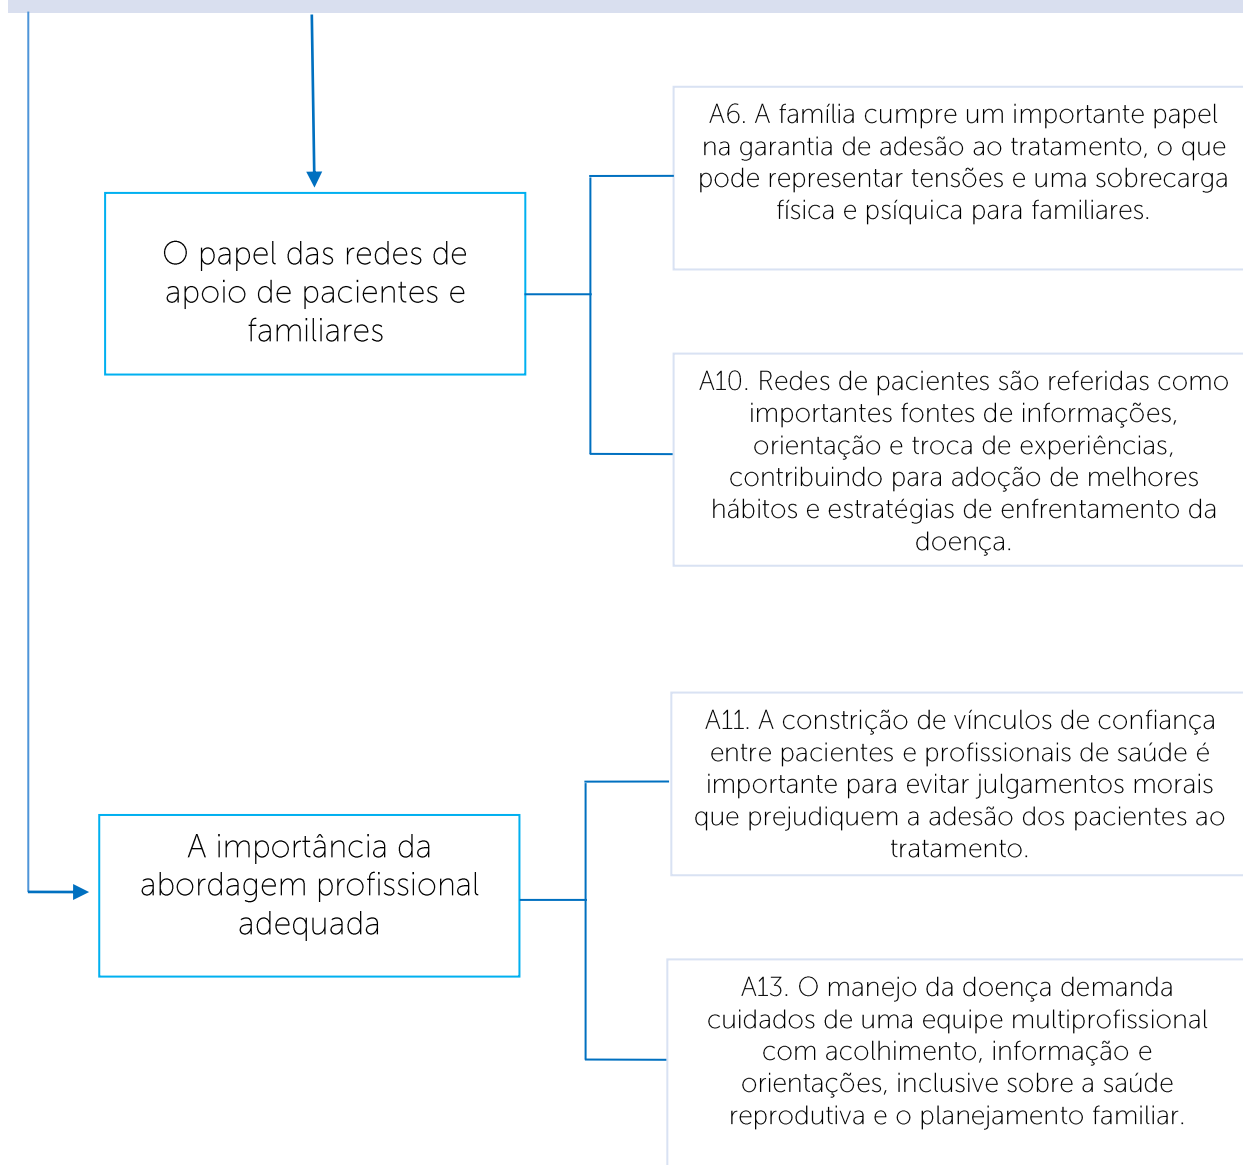 O papel das redes de
apoio de pacientes e
familiares
A6. A família cumpre um importante papel
na garantia de adesão ao tratamento, o que
pode representar tensões e uma sobrecarga
física e psíquica para familiares.
A10. Redes de pacientes são referidas como
importantes fontes de informações,
orientação e troca de experiências,
contribuindo para adoção de melhores
hábitos e estratégias de enfrentamento da
doença.
A importância da
abordagem profissional
adequada
A11. A constrição de vínculos de confiança
entre pacientes e profissionais de saúde é
importante para evitar julgamentos morais
que prejudiquem a adesão dos pacientes ao
tratamento.
A13. O manejo da doença demanda
cuidados de uma equipe multiprofissional
com acolhimento, informação e
orientações, inclusive sobre a saúde
reprodutiva e o planejamento familiar.